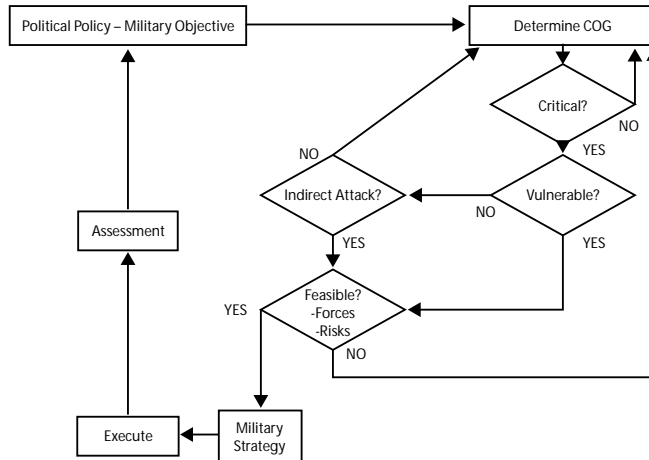 Political Policy – Military Objective
Determine COG
Critical?
NO
YES
NO
Indirect Attack?
Vulnerable?
NO
YES
YES
Assessment
Feasible?
-Forces
-Risks
YES
NO
Execute
Military
Strategy